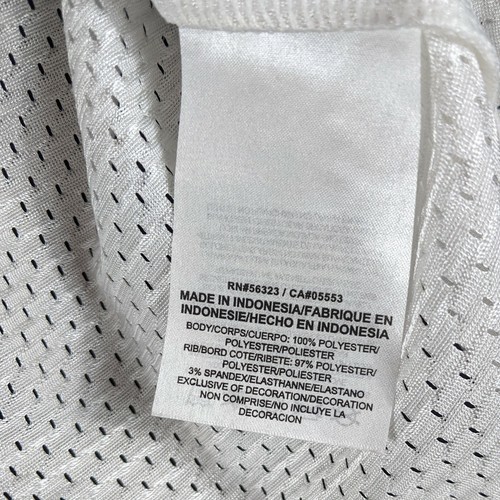 RN#56323 / CA#05553
MADE IN INDONESIA/FABRIQUE EN
INDONESIE/HECHO EN INDONESIA
BODY/CORPS/CUERPO: 100% POLYESTER/
POLYESTER/POLIESTER
RIB/BORD COTE/RIBETE: 97% POLYESTER/
POLYESTER/POLIESTER
3% SPANDEX/ELASTHANNE/ELASTANO
EXCLUSIVE OF DECORATION/DECORATION
NON COMPRISE/NO INCLUYE LA
DECORACION